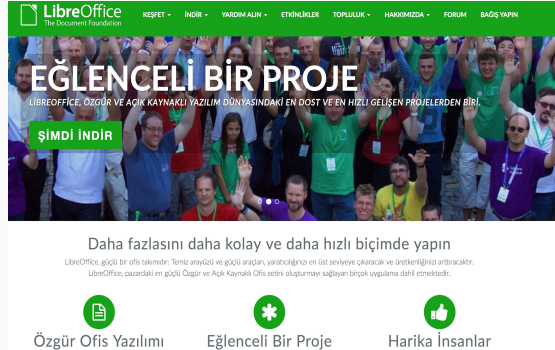 LibreOffice
The Document Foundation
KEŞFET
İNDİR
YARDIM ALIN
ETKİNLİKLER
TOPLULUK
HAKKIMIZDA
FORUM
BAĞIŞ YAPIN
EĞLENCELİ BİR PROJE
LİBREOFFİCE, ÖZGÜR VE AÇIK KAYNAKLI YAZILIM DÜNYASINDAKİ EN DOST VE EN HIZLI GELİŞEN PROJELERDEN BİRİ.
ŞİMDİ İNDİR
Daha fazlasını daha kolay ve daha hızlı biçimde yapın
LibreOffice, güçlü bir ofis takımıdır: Temiz arayüzü ve güçlü araçları, yaratıcılığınızı en üst seviyeye çıkaracak ve üretkenliğinizi arttıracaktır.
LibreOffice, pazardaki en güçlü Özgür ve Açık Kaynaklı Ofis setini oluşturmayı sağlayan birçok uygulama dahil etmektedir.
Özgür Ofis Yazılımı
Eğlenceli Bir Proje
Harika İnsanlar